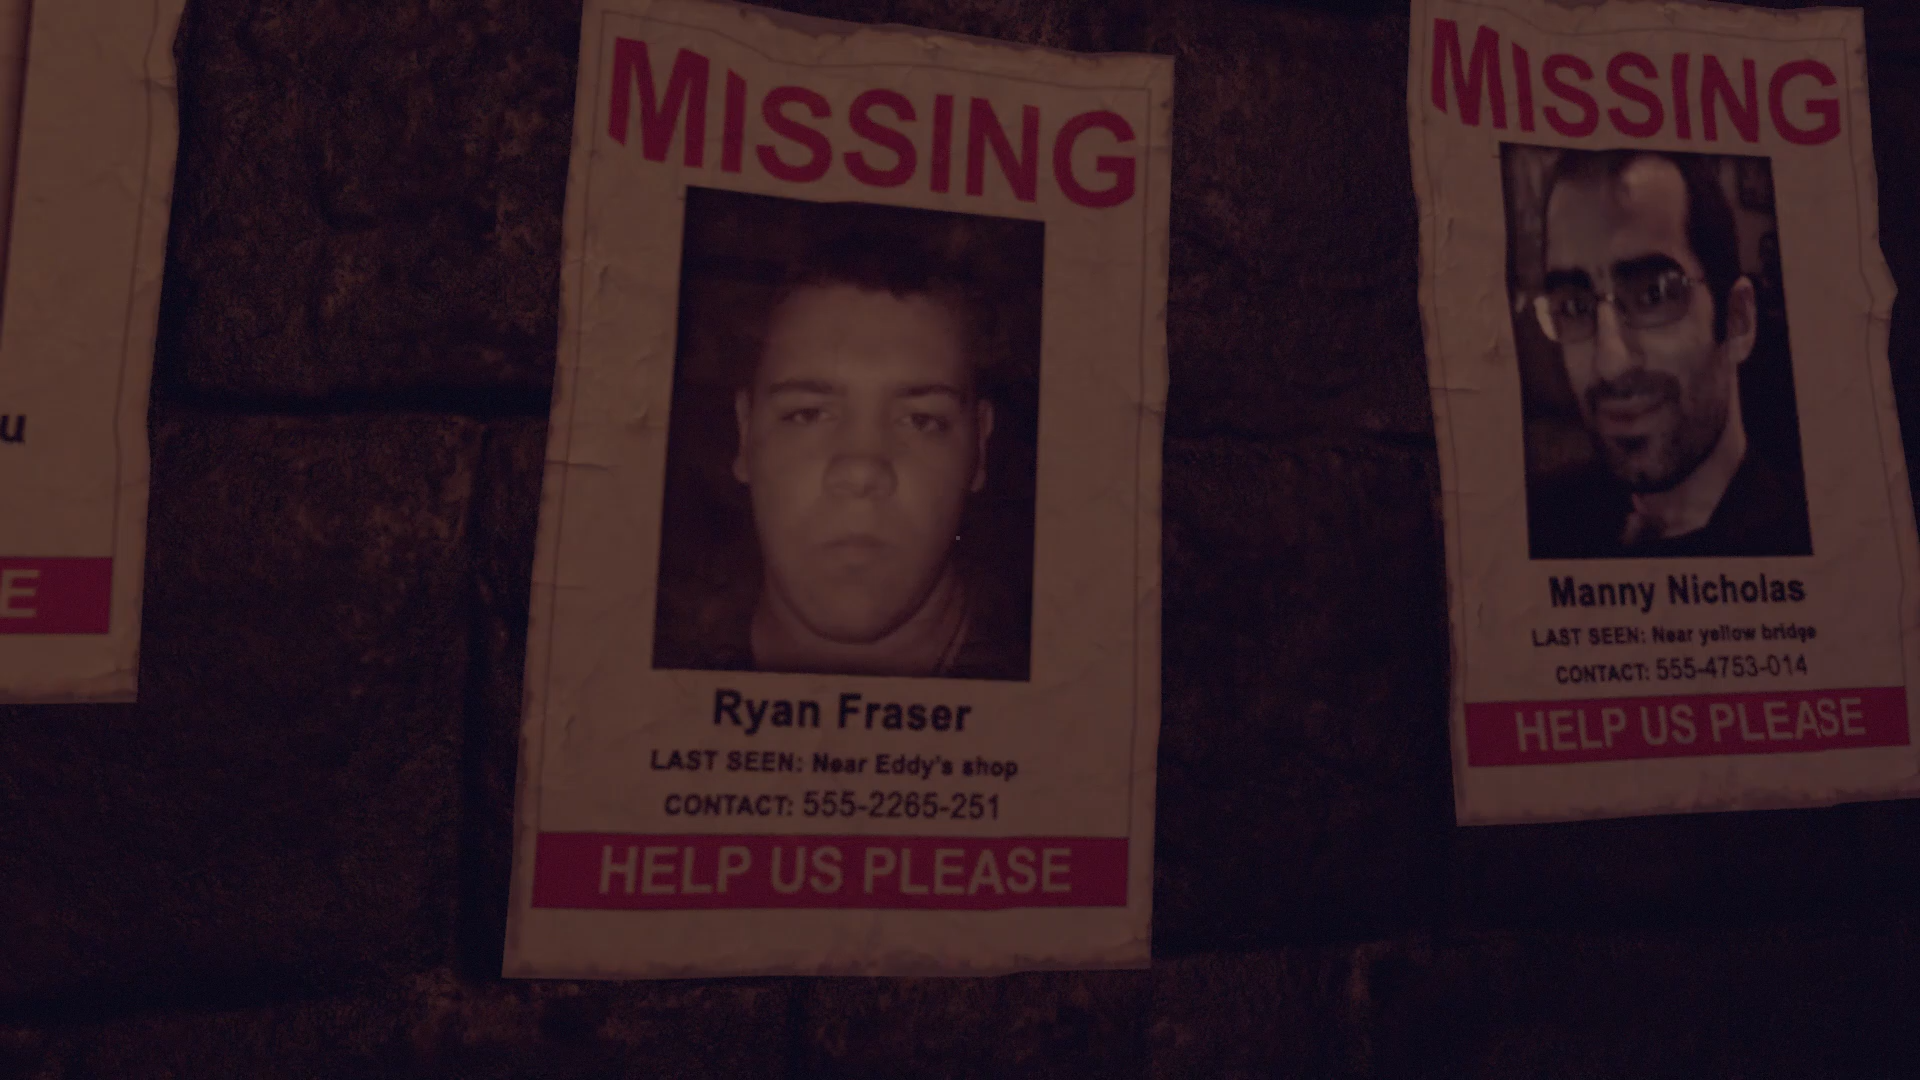 u
E
MISSING
Ryan Fraser
LAST SEEN: Near Eddy's shop
CONTACT: 555-2265-251
HELP US PLEASE
MISSING
Manny Nicholas
LAST SEEN: Near yellow bridge
CONTACT: 555-4753-014
HELP US PLEASE